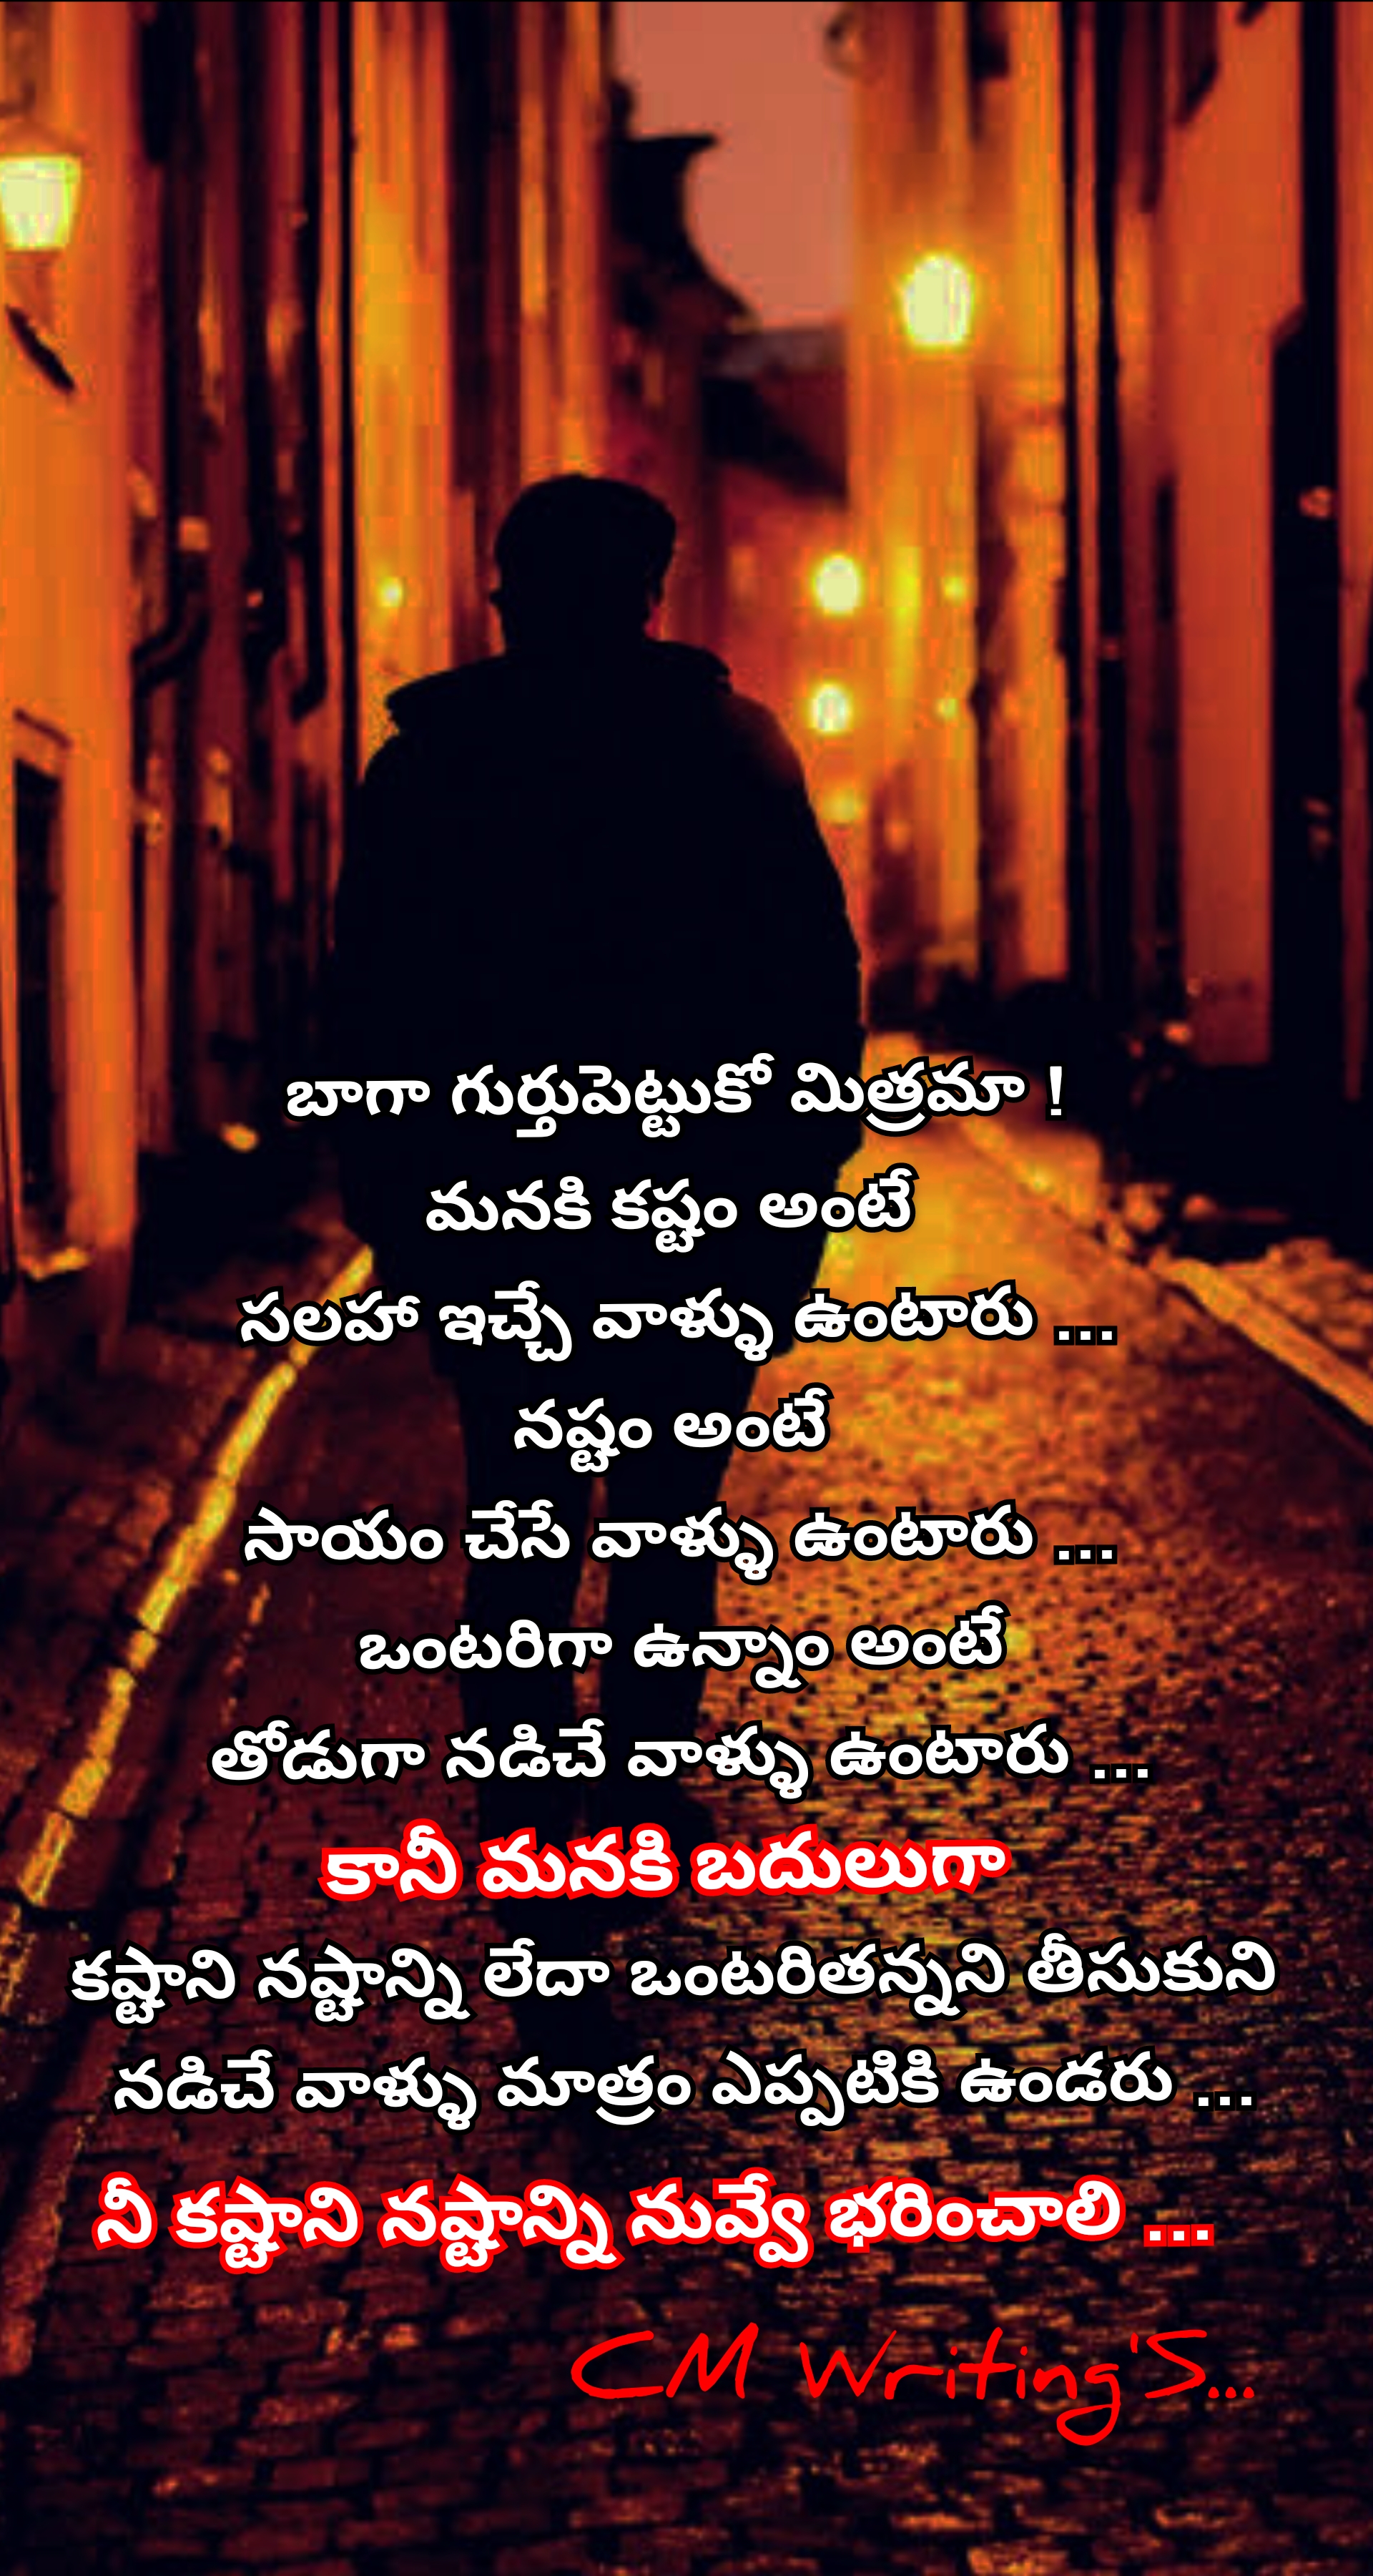 బాగా గుర్తుపెట్టుకో మిత్రమా !
మనకి కష్టం అంటే
సలహా ఇచ్చే వాళ్ళు ఉంటారు ...
నష్టం అంటే
సాయం చేసే వాళ్ళు ఉంటారు ...
ఒంటరిగా ఉన్నాం అంటే
తోడుగా నడిచే వాళ్ళు ఉంటారు ...
కానీ మనకి బదులుగా
కష్టాని నష్టాన్ని లేదా ఒంటరితన్నని తీసుకుని
నడిచే వాళ్ళు మాత్రం ఎప్పటికి ఉండరు ...
నీ కష్టాని నష్టాన్ని నువ్వే భరించాలి ...
CM Writing'S...